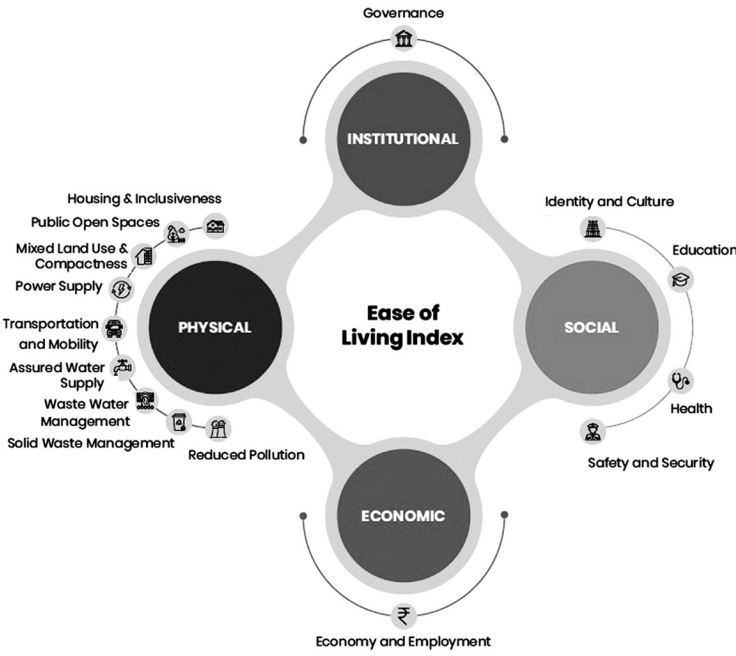 Governance
INSTITUTIONAL
Housing & Inclusiveness
Public Open Spaces
Mixed Land Use &
Compactness
Power Supply
Transportation
and Mobility
Assured Water
Supply
Waste Water
Management
Solid Waste Management
Reduced Pollution
PHYSICAL
Ease of
Living Index
SOCIAL
Identity and Culture
Education
Health
Safety and Security
ECONOMIC
₹
Economy and Employment